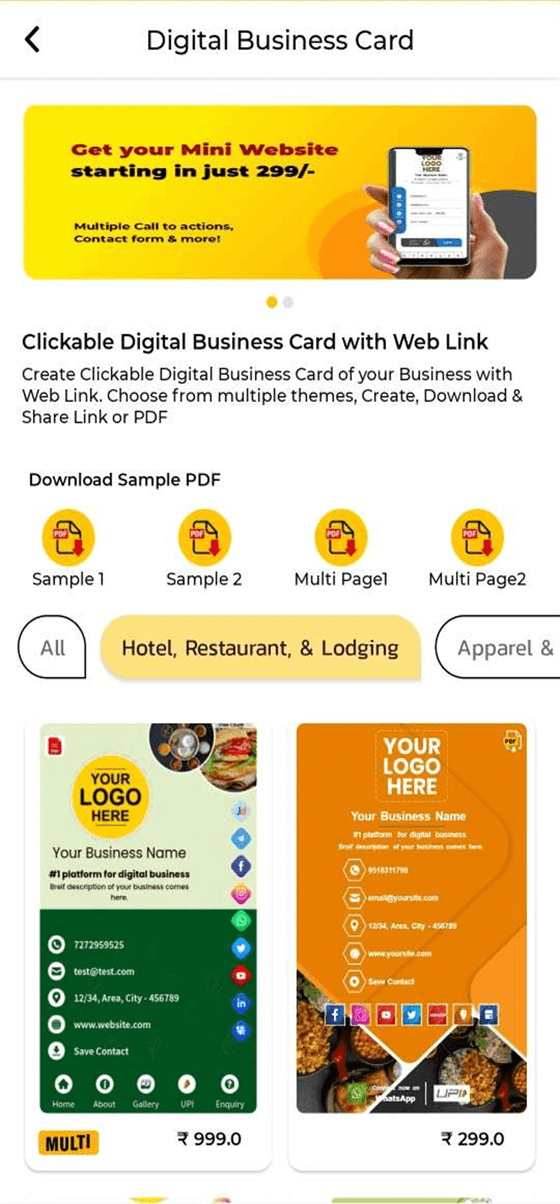 Digital Business Card
Get your Mini Website
starting in just 299/-
Multiple Call to actions,
Contact form & more!
YOUR
LOGO
HERE
Clickable Digital Business Card with Web Link
Create Clickable Digital Business Card of your Business with
Web Link. Choose from multiple themes, Create, Download &
Share Link or PDF
Download Sample PDF
PDF PDF PDF PDF
Sample 1 Sample 2 Multi Page1 Multi Page2
All Hotel, Restaurant, & Lodging Apparel &
YOUR
LOGO
HERE
Your Business Name
#1 platform for digital business
Breif description of your business comes
here.
7272959525
test@test.com
12/34, Area, City - 456789
www.website.com
Save Contact
Home About Gallery UPI Enquiry
MULTI ₹ 999.0
PDF
YOUR
LOGO
HERE
Your Business Name
#1 platform for digital business
Breif description of your business comes here.
9518311798
email@yoursite.com
12/34, Area, City - 456789
www.yoursite.com
Save Contact
now on
WhatsApp UPI
₹ 299.0